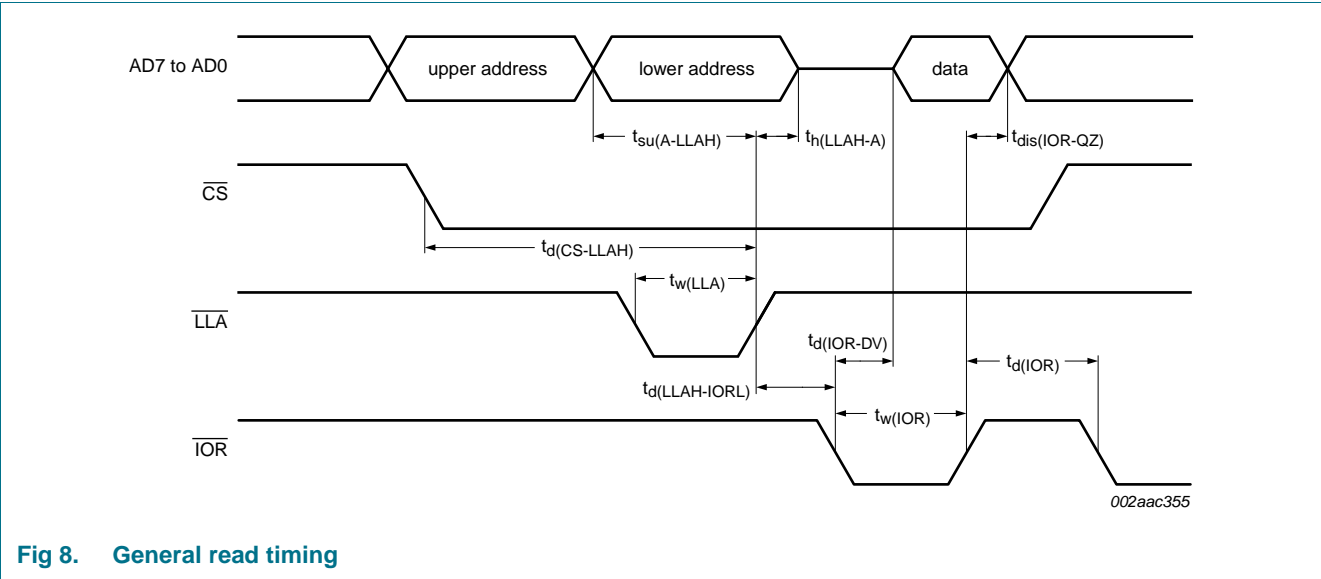 AD7 to AD0
upper address
lower address
data
tsu(A-LLAH)
th(LLAH-A)
tdis(IOR-QZ)
CS
td(CS-LLAH)
tw(LLA)
LLA
td(IOR-DV)
td(IOR)
td(LLAH-IORL)
tw(IOR)
IOR
002aac355
Fig 8. General read timing